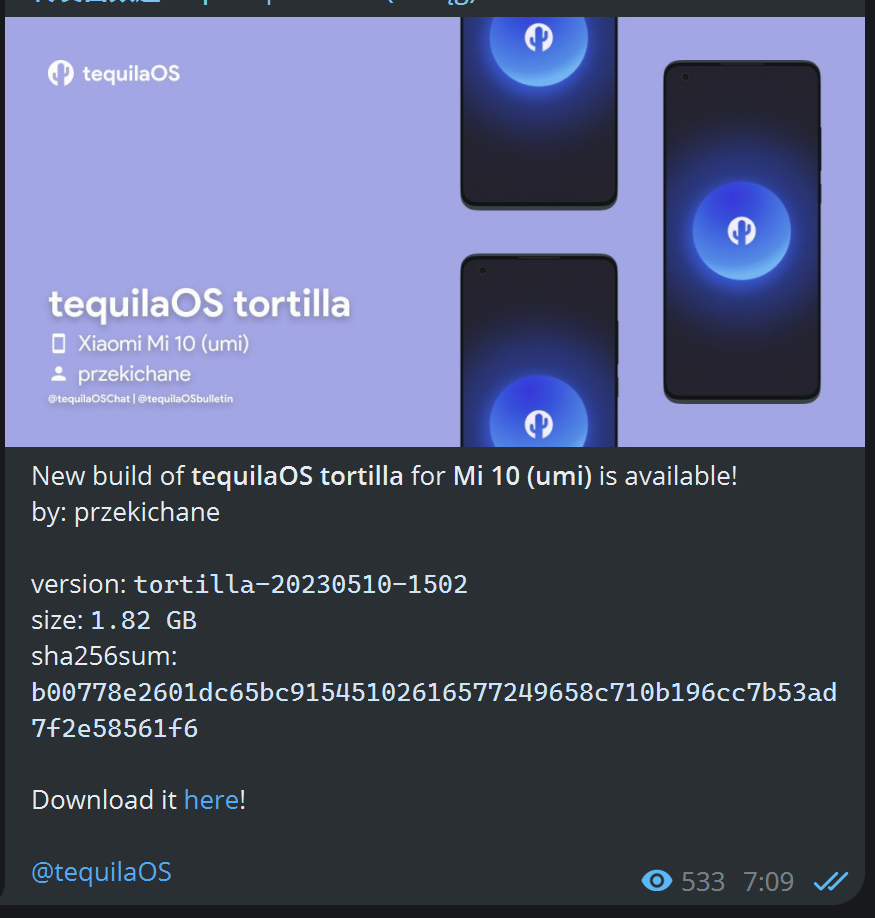 tequilaOS
tequilaOS tortilla
Xiaomi Mi 10 (umi)
przekichane
@tequilaOSChat | @tequilaOSbulletin
New build of tequilaOS tortilla for Mi 10 (umi) is available!
by: przekichane
version: tortilla-20230510-1502
size: 1.82 GB
sha256sum:
b00778e2601dc65bc91545102616577249658c710b196cc7b53ad
7f2e58561f6
Download it here!
@tequilaOS
533 7:09